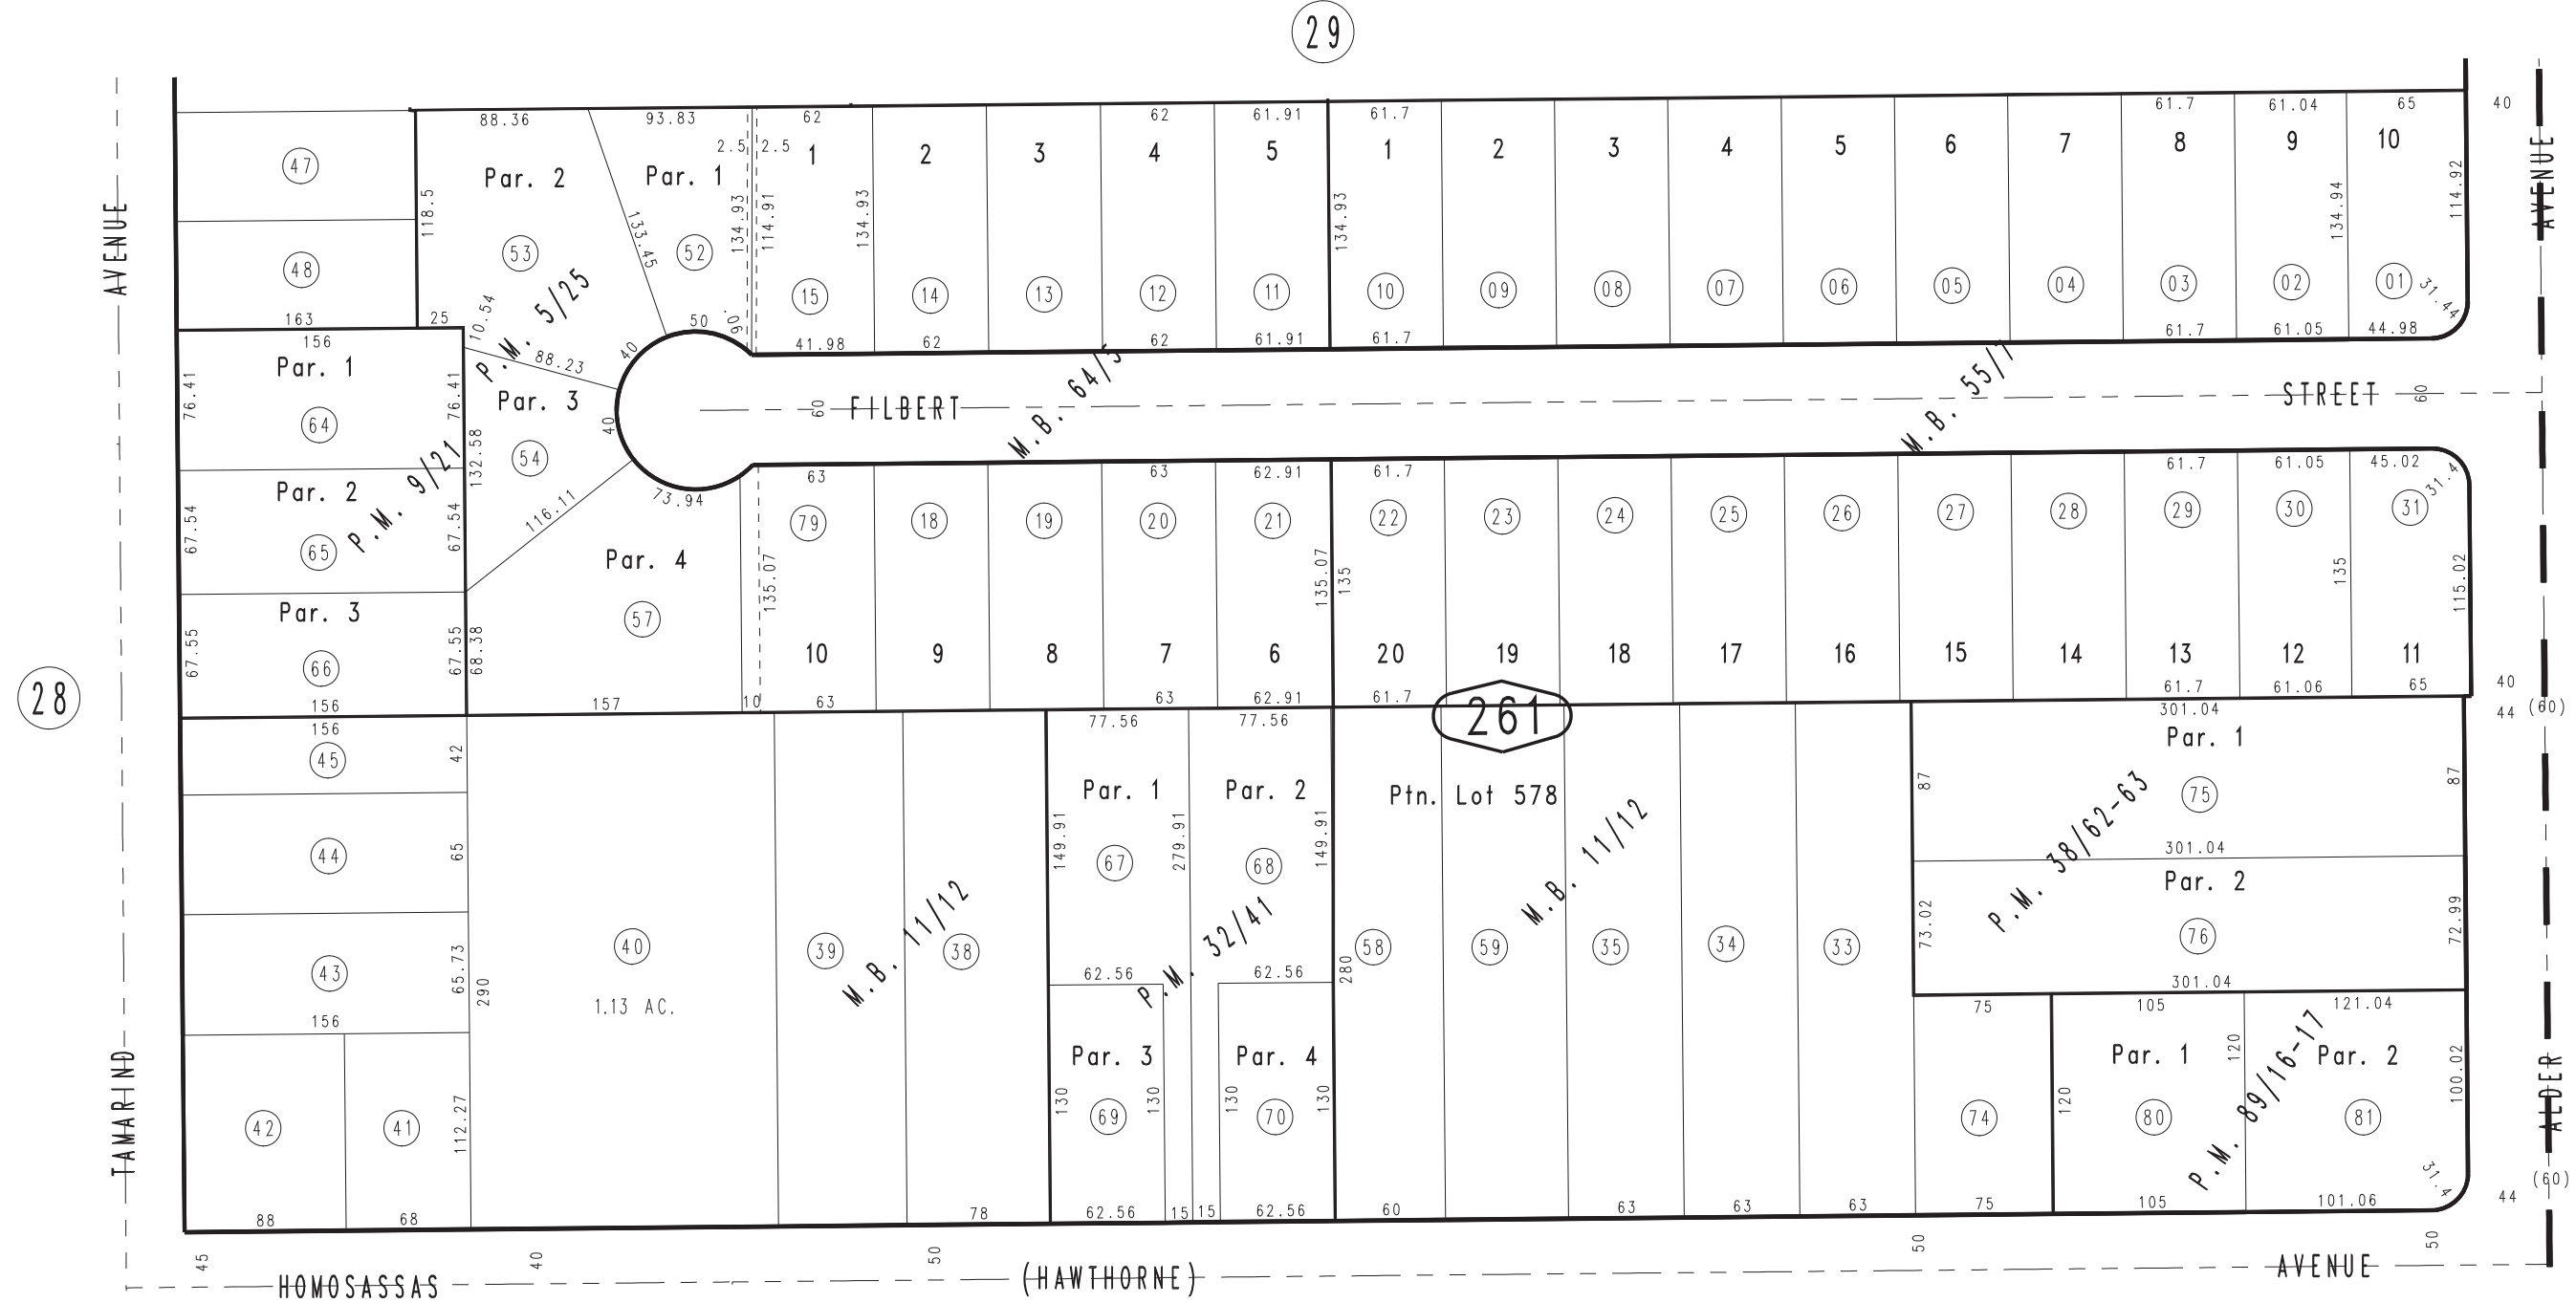 29
88.36 93.83 62 62 61.91 61.7 61.7 61.04 65 40
2.5 2.5
1 2 3 4 5 1 2 3 4 5 6 7 8 9 10
47 Par. 2 Par. 1
118.5 133.45 134.93 114.91 134.93 134.93 134.94 114.92
AVENUE
AVENUE
48 53 52 15 14 13 12 11 10 09 08 07 06 05 04 03 02 01
31.44
163 25 10.54 50 .90
41.98 62 62 61.91 61.7 61.7 61.05 44.98
P.M. 5/25
156
Par. 1
76.41 76.41
64
88.23 40
Par. 3
40
132.58
54
60 FILBERT
M.B. 64/5
M.B. 55/7
STREET 60
P.M. 9/21
Par. 2
67.54 67.54
65
116.11
73.94
63 63 62.91 61.7 61.7 61.05 45.02
31.4
79 18 19 20 21 22 23 24 25 26 27 28 29 30 31
Par. 4
57
135.07 135.07 135 135 115.02
Par. 3
67.55 67.55 68.38
66
10 9 8 7 6 20 19 18 17 16 15 14 13 12 11
156 157 10 63 63 62.91 61.7 61.7 61.06 65 40
28
261
44 (60)
156
45
42
77.56 77.56
301.04
Par. 1
87 87
75
301.04
P.M. 38/62-63
Par. 1 Par. 2
Ptn. Lot 578
44
65
149.91 279.91 149.91
67 68
M.B. 11/12
M.B. 11/12
P.M. 32/41
Par. 2
73.02 72.99
76
301.04
43
65.73
290
40
1.13 AC.
39 38
62.56 62.56
280
58 59 35 34 33
156
75 105 121.04
Par. 3 Par. 4
130 130 130 130
69 70
Par. 1 Par. 2
120 120 100.02
74 80 81
P.M. 89/16-17
31.4
42 41
112.27
TAMARIND
ALDER
44 (60)
88 68 78 62.56 15 15 62.56 60 63 63 63 75 105 101.06
45 40 50 50 50
HOMOSASSAS (HAWTHORNE) AVENUE